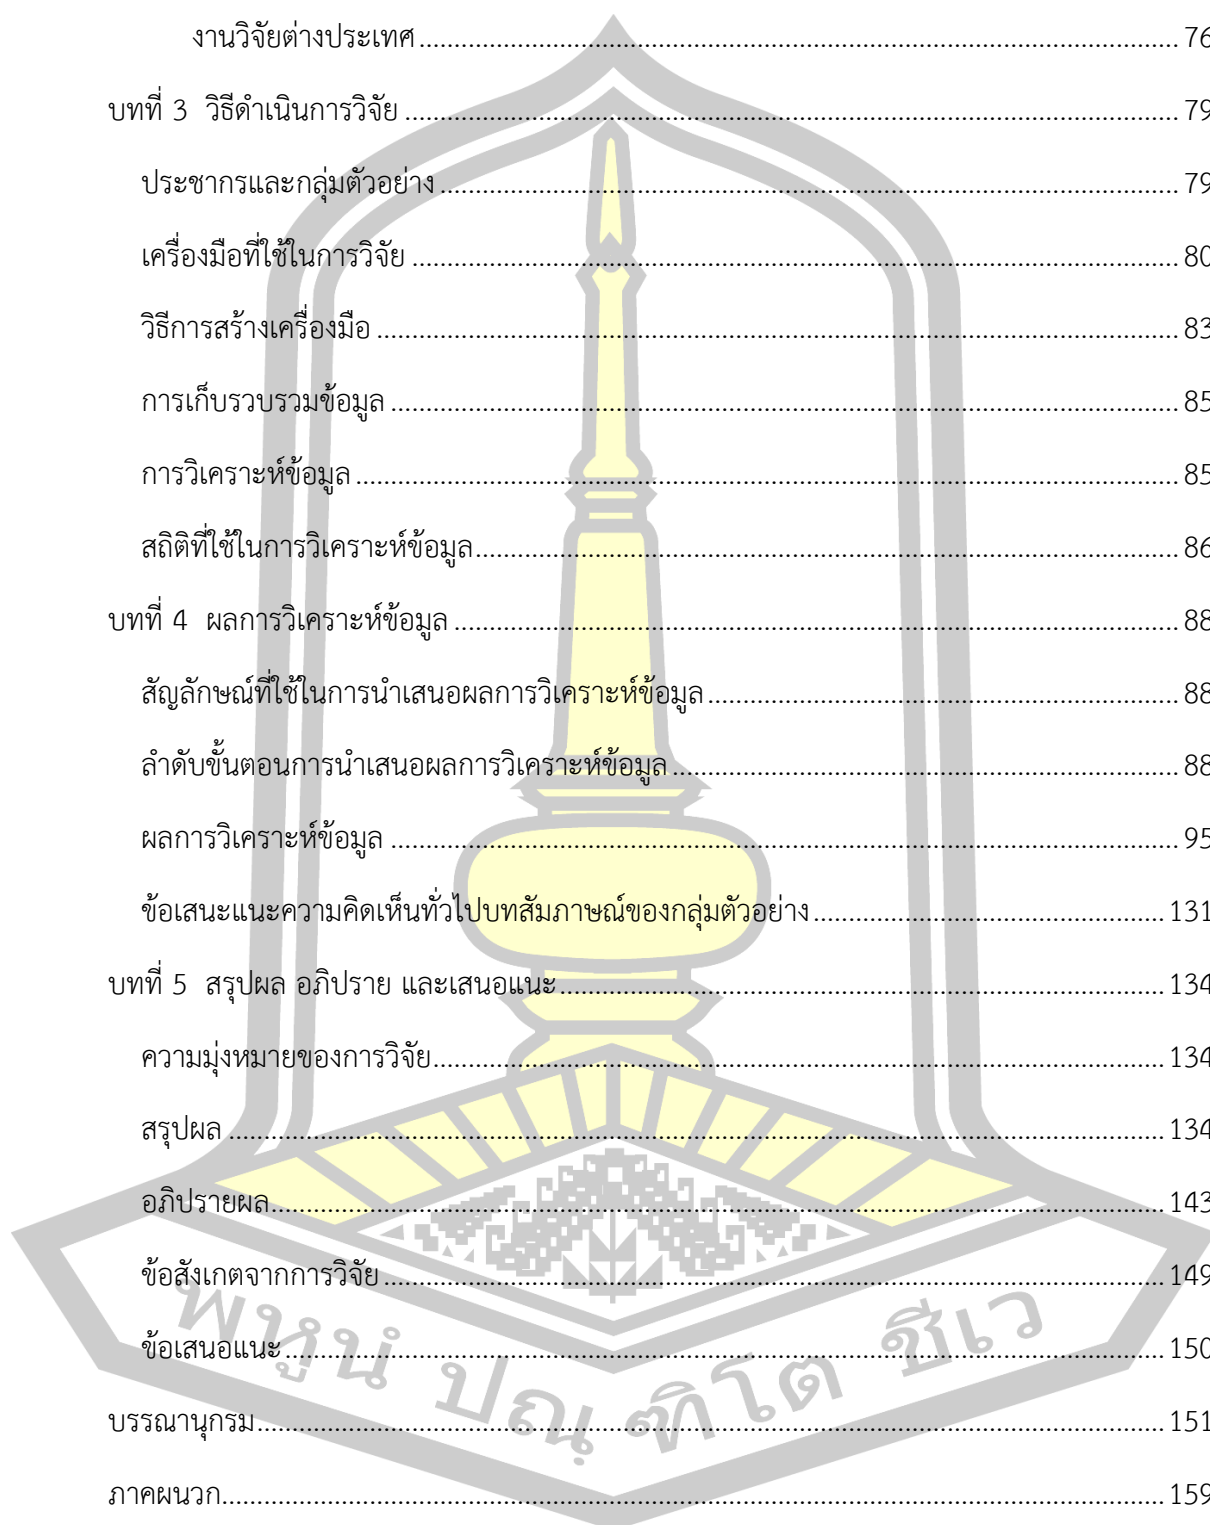 งานวิจัยต่างประเทศ .......... 76
บทที่ 3 วิธีดำเนินการวิจัย .......... 79
ประชากรและกลุ่มตัวอย่าง .......... 79
เครื่องมือที่ใช้ในการวิจัย .......... 80
วิธีการสร้างเครื่องมือ .......... 83
การเก็บรวบรวมข้อมูล .......... 85
การวิเคราะห์ข้อมูล .......... 85
สถิติที่ใช้ในการวิเคราะห์ข้อมูล .......... 86
บทที่ 4 ผลการวิเคราะห์ข้อมูล .......... 88
สัญลักษณ์ที่ใช้ในการนำเสนอผลการวิเคราะห์ข้อมูล .......... 88
ลำดับขั้นตอนการนำเสนอผลการวิเคราะห์ข้อมูล .......... 88
ผลการวิเคราะห์ข้อมูล .......... 95
ข้อเสนะแนะความคิดเห็นทั่วไปบทสัมภาษณ์ของกลุ่มตัวอย่าง .......... 131
บทที่ 5 สรุปผล อภิปราย และเสนอแนะ .......... 134
ความมุ่งหมายของการวิจัย .......... 134
สรุปผล .......... 134
อภิปรายผล .......... 143
ข้อสังเกตจากการวิจัย .......... 149
ข้อเสนอแนะ .......... 150
บรรณานุกรม .......... 151
ภาคผนวก .......... 159
พหูนํ ปณฺฑิโต ชีเว